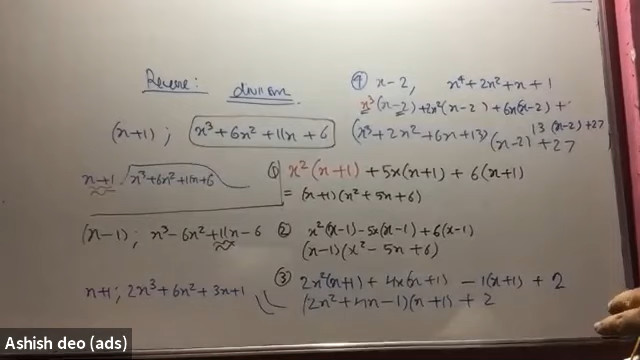 Reverse: division
(x+1) ; x³+6x²+11x+6
x+1 √x³+6x²+11x+6
① x²(x+1) + 5x(x+1) + 6(x+1)
= (x+1)(x²+5x+6)
(x-1) ; x³-6x²+11x-6
② x²(x-1)-5x(x-1)+6(x-1)
(x-1)(x²-5x+6)
x+1 ; 2x³+6x²+3x+1
③ 2x²(x+1) + 4x(x+1) - 1(x+1) + 2
(2x²+4x-1)(x+1) + 2
④ x-2, x⁴+2x²+x+1
x³(x-2)+2x²(x-2)+6x(x-2)+
13(x-2)+27
(x³+2x²+6x+13)(x-2)+27
Ashish deo (ads)